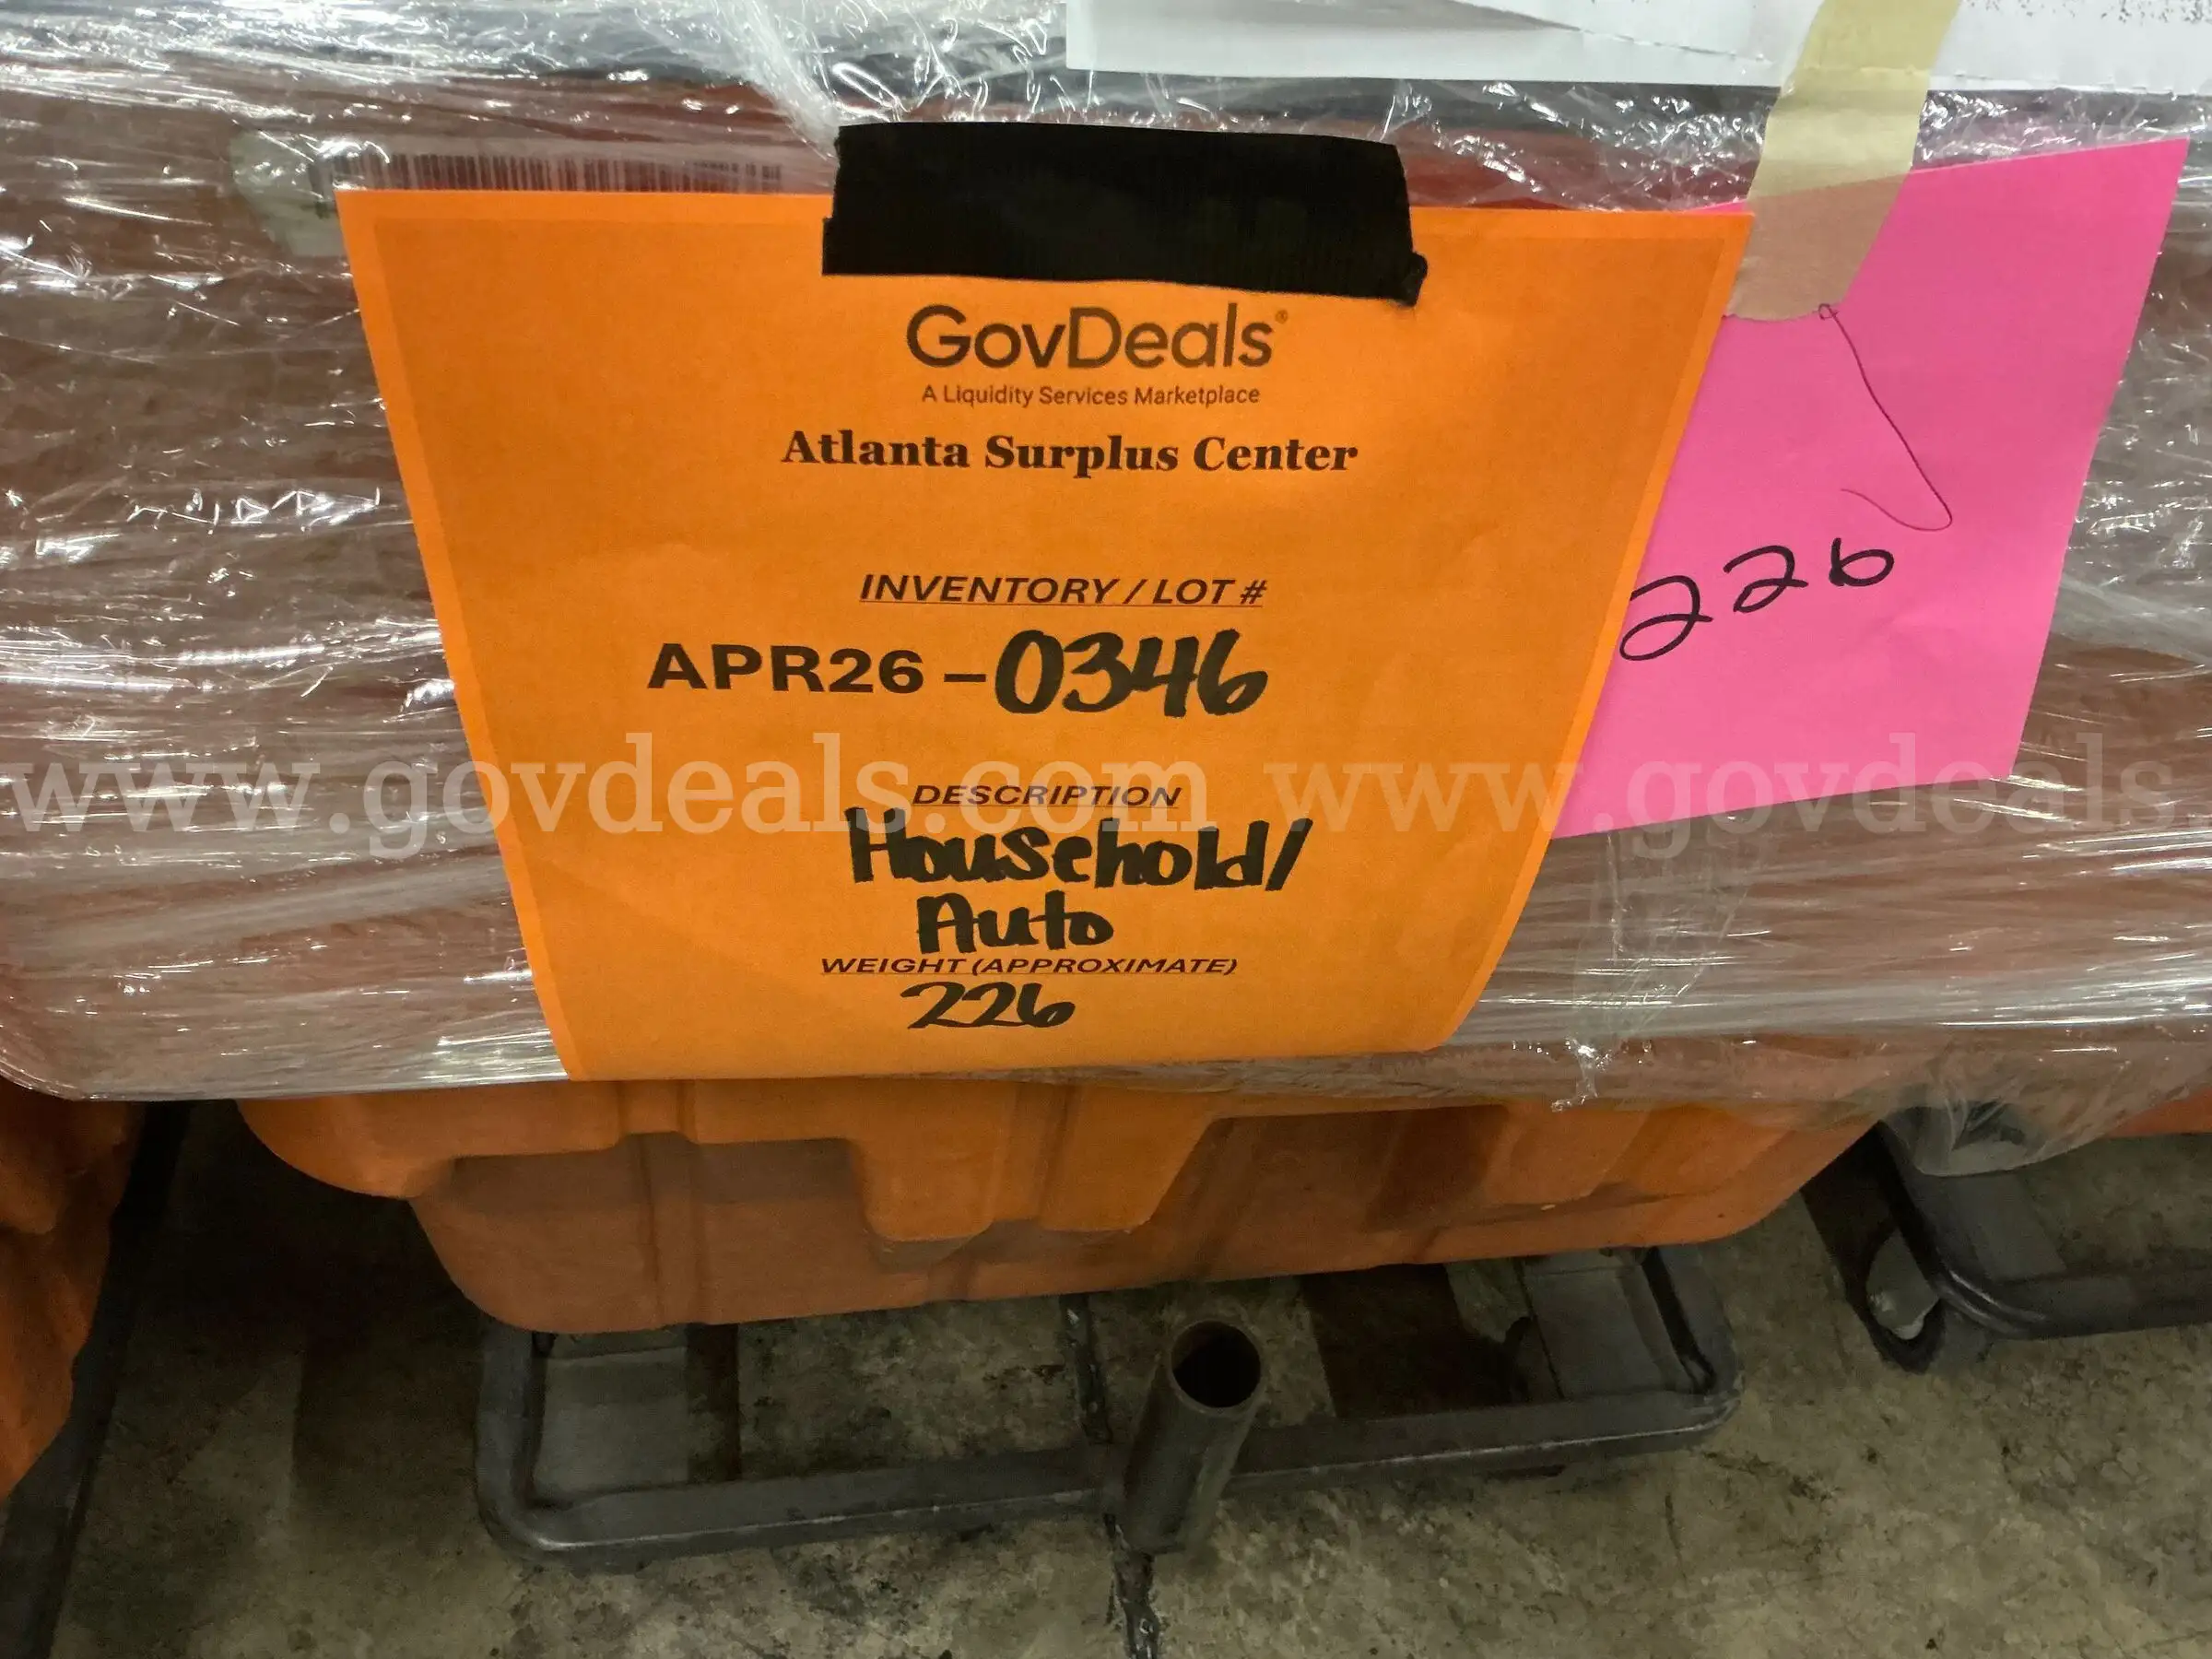 GovDeals®
A Liquidity Services Marketplace
Atlanta Surplus Center
INVENTORY / LOT #
APR26-0346
226
www.govdeals.com www.govdeals.
DESCRIPTION
Household/
Auto
WEIGHT (APPROXIMATE)
226